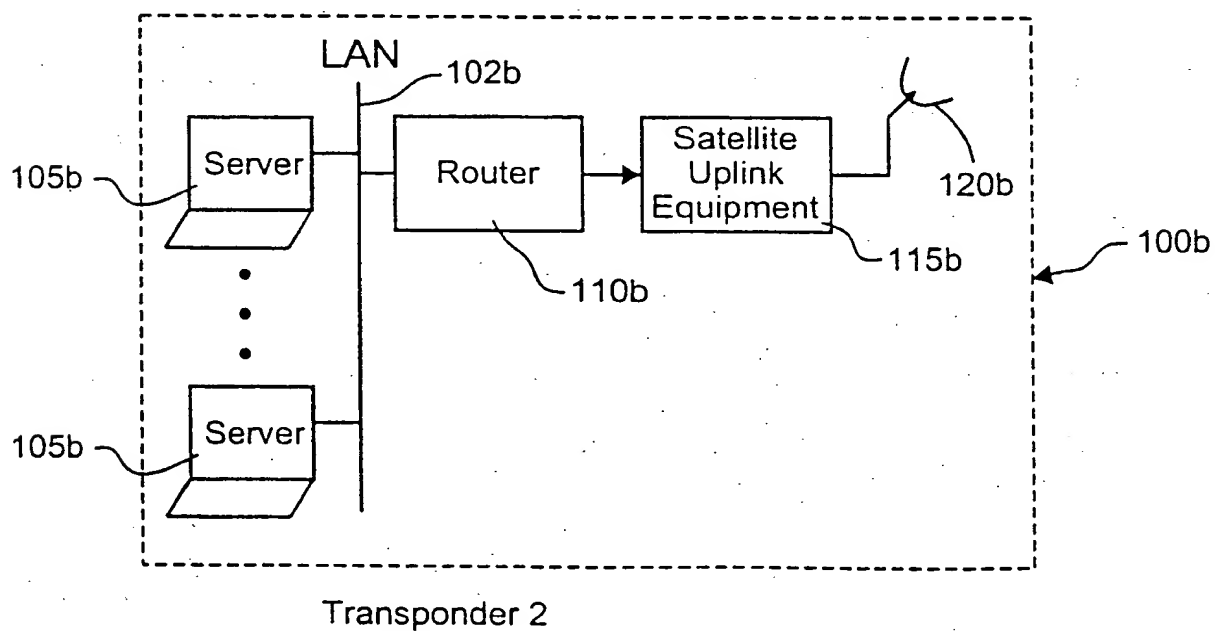 LAN
102b
Server
105b
Router
110b
Satellite
Uplink
Equipment
115b
120b
100b
Server
105b
Transponder 2